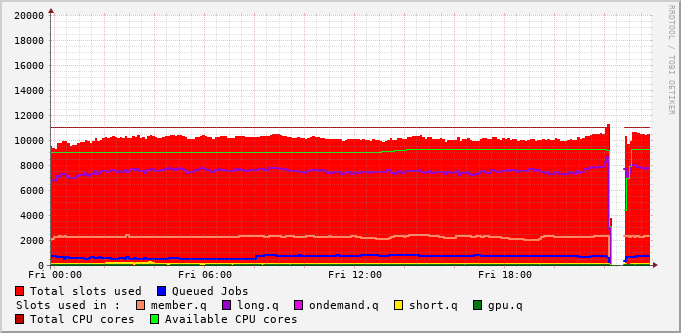 20000
18000
16000
14000
12000
10000
8000
6000
4000
2000
0
Fri 00:00 Fri 06:00 Fri 12:00 Fri 18:00
RRDTOOL / TOBI OETIKER
Total slots used Queued Jobs
Slots used in : member.q long.q ondemand.q short.q gpu.q
Total CPU cores Available CPU cores